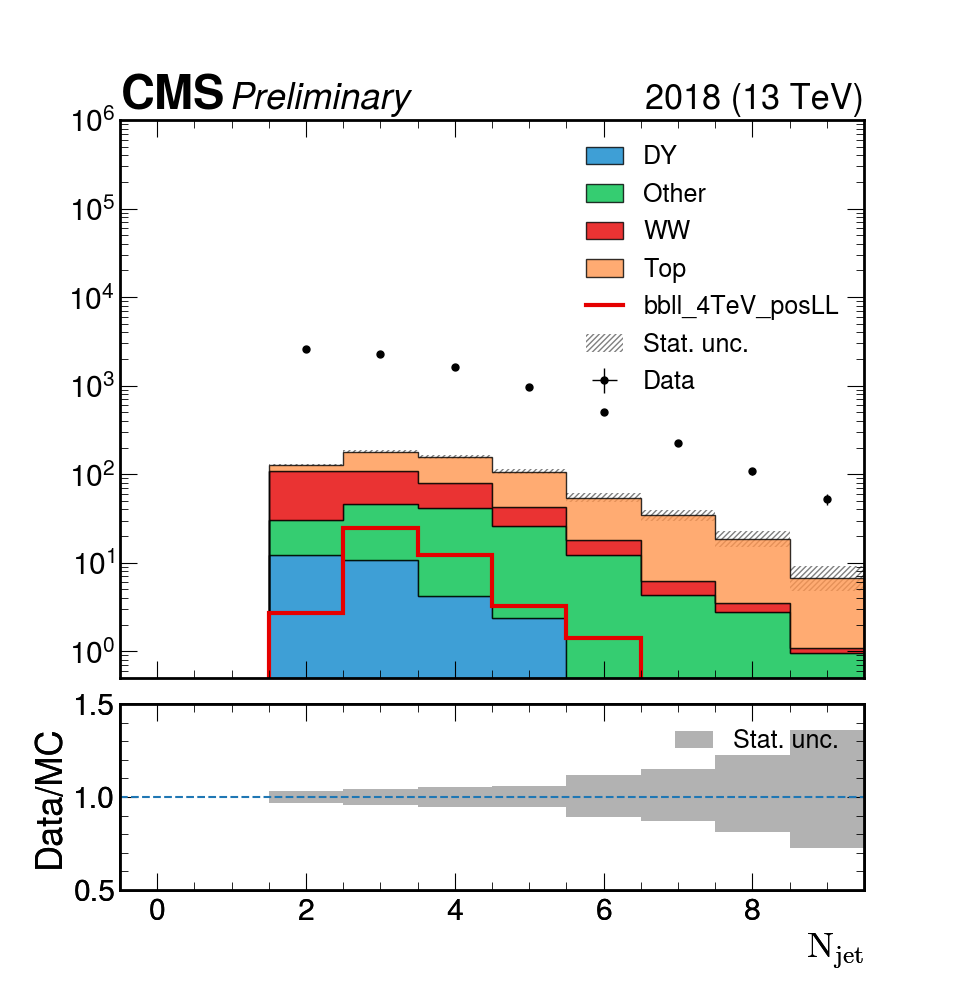 CMS Preliminary 2018 (13 TeV)
10^6
10^5
10^4
10^3
10^2
10^1
10^0
DY
Other
WW
Top
bbll_4TeV_posLL
Stat. unc.
Data
1.5
1.0
0.5
Data/MC
Stat. unc.
0 2 4 6 8
N_jet